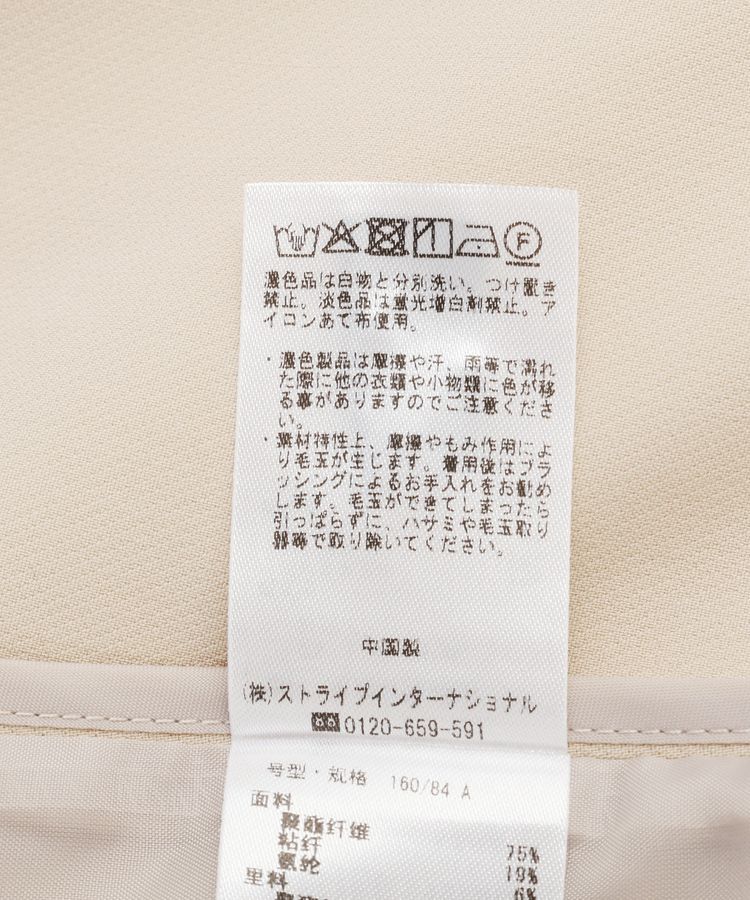 F
濃色品は白物と分別洗い。つけ置き
禁止。淡色品は蛍光増白剤禁止。ア
イロンあて布使用。
・濃色製品は摩擦や汗、雨等で濡れ
た際に他の衣類や小物類に色が移
る事がありますのでご注意くださ
い。
・素材特性上、摩擦やもみ作用によ
り毛玉が生じます。着用後はブラ
ッシングによるお手入れをお勧め
します。毛玉ができてしまったら
引っぱらずに、ハサミや毛玉取り
器等で取り除いてください。
中国製
(株)ストライプインターナショナル
0120-659-591
号型・规格 160/84 A
面料
聚酯纤维
粘纤 75%
氨纶 19%
里料 6%